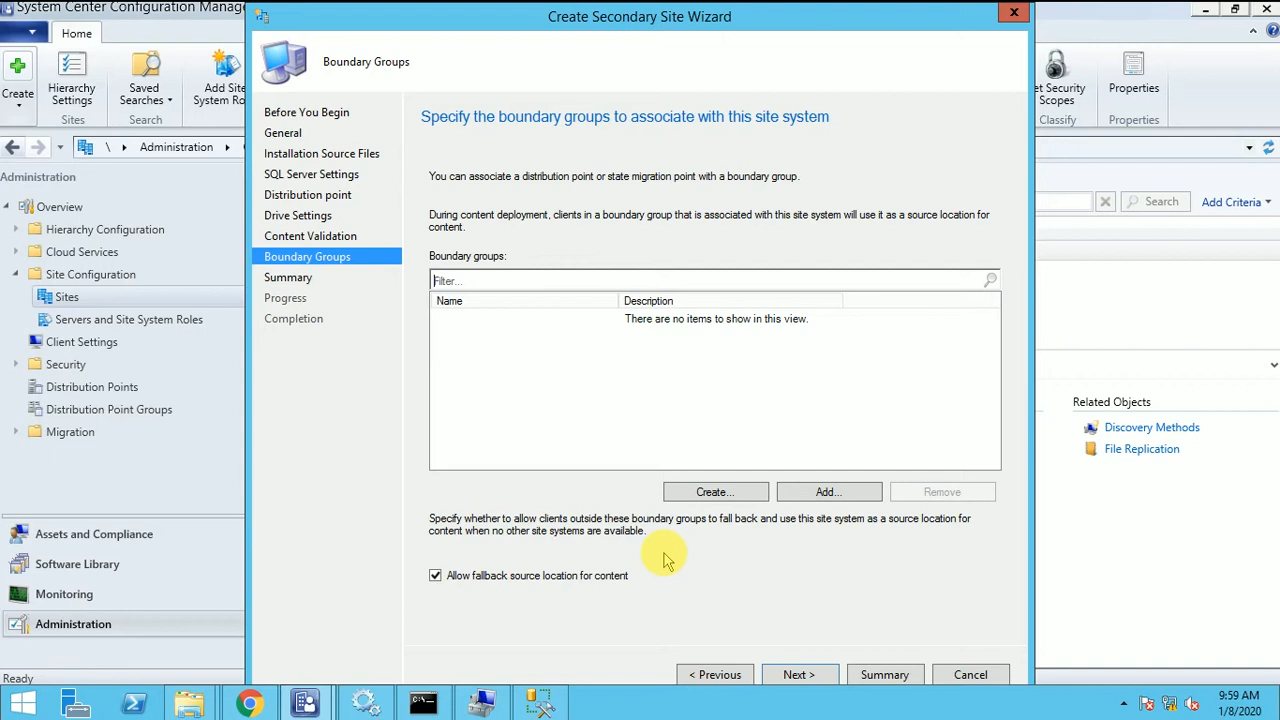 System Center Configuration Mana
Create Secondary Site Wizard
Home
Create
Hierarchy
Settings
Saved
Searches
Add Site
System Ro
Sites
Search
et Security
Scopes
Properties
Classify
Properties
\
Administration
Administration
Overview
Hierarchy Configuration
Cloud Services
Site Configuration
Sites
Servers and Site System Roles
Client Settings
Security
Distribution Points
Distribution Point Groups
Migration
Assets and Compliance
Software Library
Monitoring
Administration
Ready
Boundary Groups
Before You Begin
General
Installation Source Files
SQL Server Settings
Distribution point
Drive Settings
Content Validation
Boundary Groups
Summary
Progress
Completion
Specify the boundary groups to associate with this site system
You can associate a distribution point or state migration point with a boundary group.
During content deployment, clients in a boundary group that is associated with this site system will use it as a source location for
content.
Boundary groups:
Filter...
Name Description
There are no items to show in this view.
Create... Add... Remove
Specify whether to allow clients outside these boundary groups to fall back and use this site system as a source location for
content when no other site systems are available.
Allow fallback source location for content
< Previous Next > Summary Cancel
Search
Add Criteria
Related Objects
Discovery Methods
File Replication
9:59 AM
1/8/2020